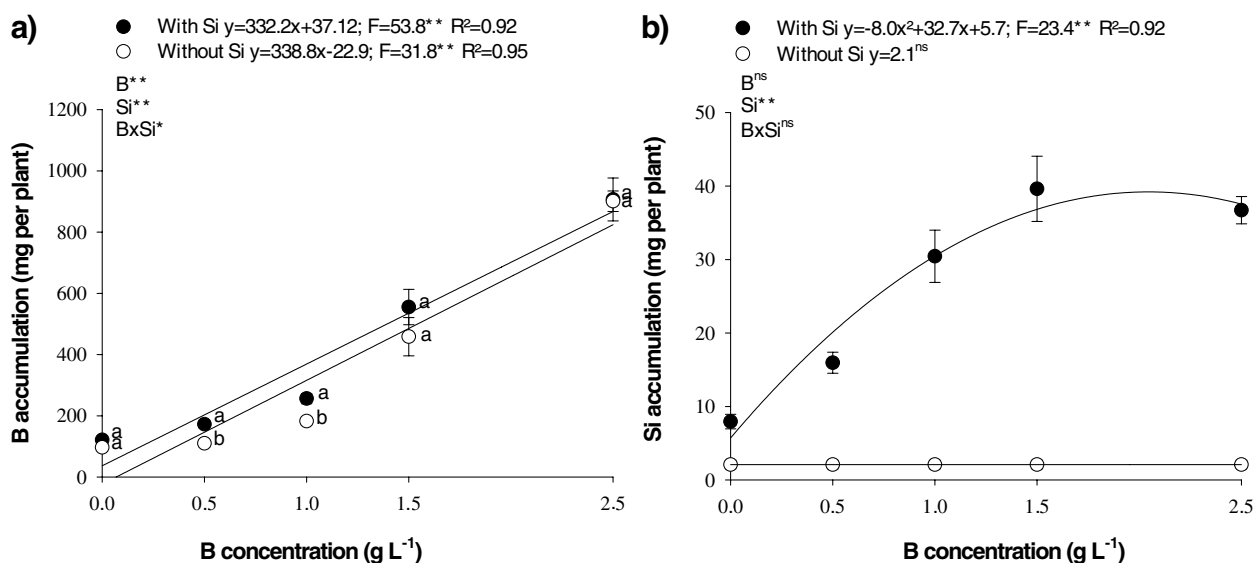 a)
With Si y=332.2x+37.12; F=53.8** R²=0.92
Without Si y=338.8x-22.9; F=31.8** R²=0.95
B**
Si**
BxSi*
B accumulation (mg per plant)
1200
1000
800
600
400
200
0
a
a
a
b
a
b
a
a
a
a
0.0 0.5 1.0 1.5 2.5
B concentration (g L⁻¹)
b)
With Si y=-8.0x²+32.7x+5.7; F=23.4** R²=0.92
Without Si y=2.1ⁿˢ
Bⁿˢ
Si**
BxSiⁿˢ
Si accumulation (mg per plant)
50
40
30
20
10
0
0.0 0.5 1.0 1.5 2.5
B concentration (g L⁻¹)